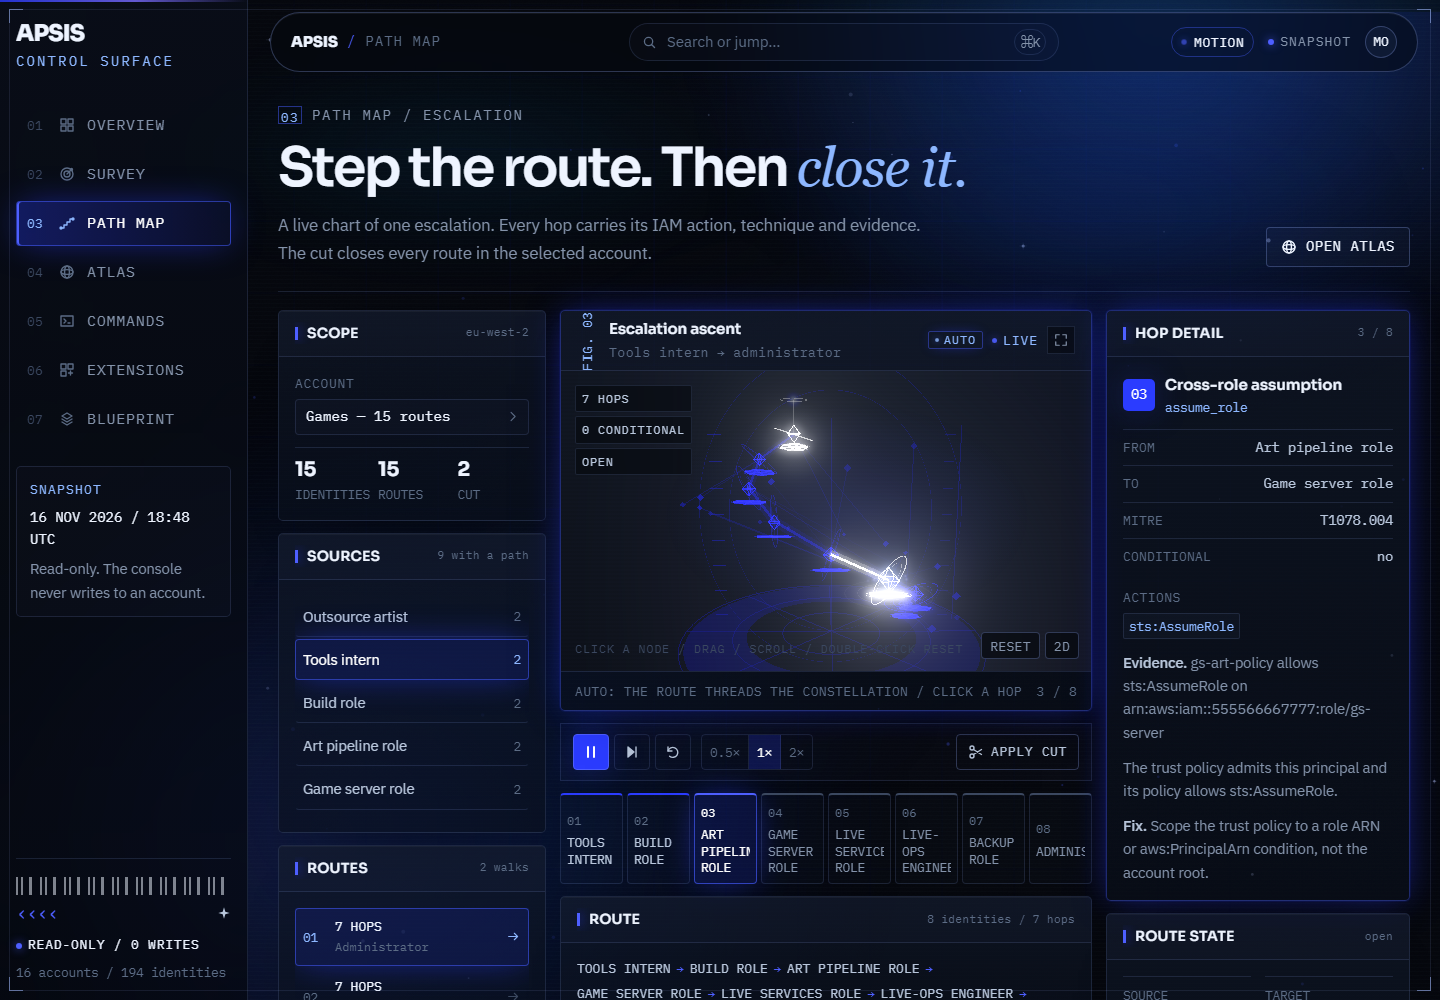 APSIS
CONTROL SURFACE
01 OVERVIEW
02 SURVEY
03 PATH MAP
04 ATLAS
05 COMMANDS
06 EXTENSIONS
07 BLUEPRINT
SNAPSHOT
16 NOV 2026 / 18:48
UTC
Read-only. The console
never writes to an account.
READ-ONLY / 0 WRITES
16 accounts / 194 identities
APSIS / PATH MAP
Search or jump...
⌘K
MOTION
SNAPSHOT
MO
03 PATH MAP / ESCALATION
Step the route. Then close it.
A live chart of one escalation. Every hop carries its IAM action, technique and evidence.
The cut closes every route in the selected account.
OPEN ATLAS
SCOPE eu-west-2
ACCOUNT
Games — 15 routes
15 15 2
IDENTITIES ROUTES CUT
SOURCES 9 with a path
Outsource artist 2
Tools intern 2
Build role 2
Art pipeline role 2
Game server role 2
ROUTES 2 walks
01 7 HOPS
Administrator
→
02 7 HOPS
→
FIG. 03
Escalation ascent
Tools intern → administrator
AUTO
LIVE
7 HOPS
0 CONDITIONAL
OPEN
CLICK A NODE / DRAG / SCROLL / DOUBLE-CLICK RESET
RESET
2D
AUTO: THE ROUTE THREADS THE CONSTELLATION / CLICK A HOP 3 / 8
0.5× 1× 2×
APPLY CUT
01
TOOLS
INTERN
02
BUILD
ROLE
03
ART
PIPELIN
ROLE
04
GAME
SERVER
ROLE
05
LIVE
SERVICE
ROLE
06
LIVE-
OPS
ENGINEE
07
BACKUP
ROLE
08
ADMINIS
ROUTE 8 identities / 7 hops
TOOLS INTERN → BUILD ROLE → ART PIPELINE ROLE →
GAME SERVER ROLE → LIVE SERVICES ROLE → LIVE-OPS ENGINEER →
HOP DETAIL 3 / 8
03 Cross-role assumption
assume_role
FROM Art pipeline role
TO Game server role
MITRE T1078.004
CONDITIONAL no
ACTIONS
sts:AssumeRole
Evidence. gs-art-policy allows
sts:AssumeRole on
arn:aws:iam::555566667777:role/gs-
server
The trust policy admits this principal and
its policy allows sts:AssumeRole.
Fix. Scope the trust policy to a role ARN
or aws:PrincipalArn condition, not the
account root.
ROUTE STATE open
SOURCE TARGET